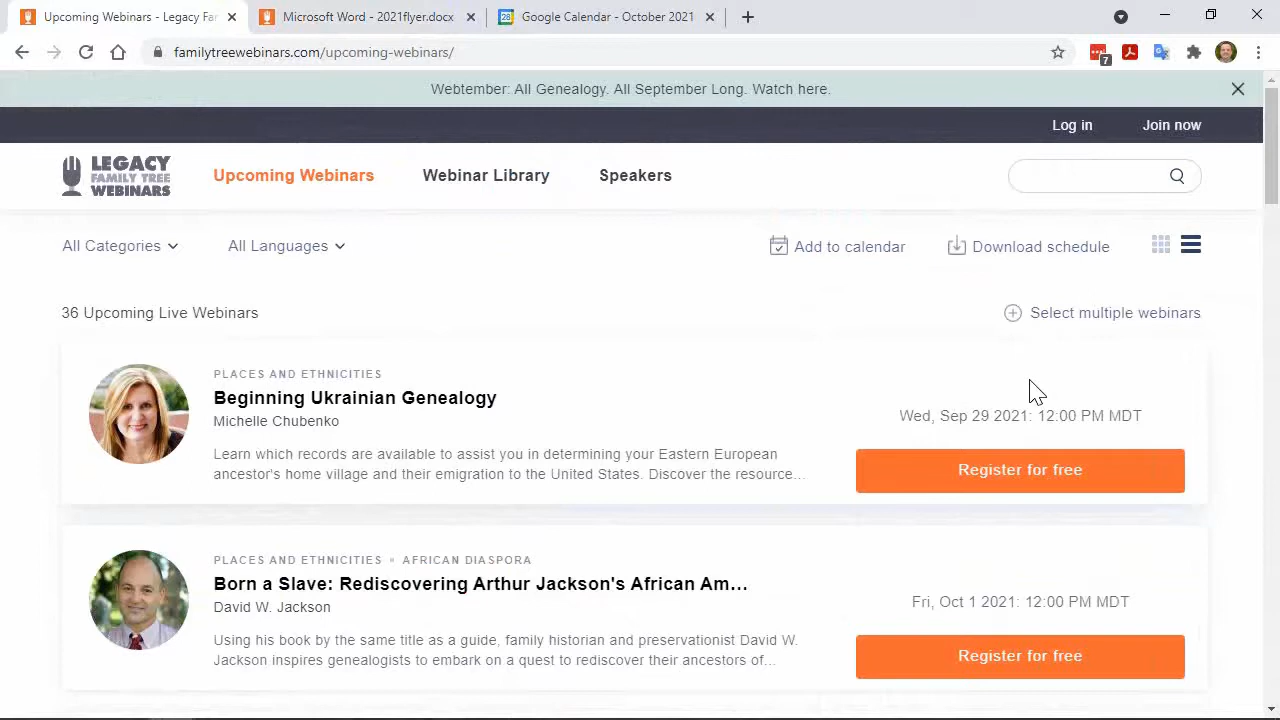 Upcoming Webinars - Legacy Fa
Microsoft Word - 2021flyer.docx
Google Calendar - October 2021
familytreewebinars.com/upcoming-webinars/
7
Webtember: All Genealogy. All September Long. Watch here.
Log in
Join now
LEGACY
FAMILY TREE
WEBINARS
Upcoming Webinars
Webinar Library
Speakers
All Categories
All Languages
Add to calendar
Download schedule
36 Upcoming Live Webinars
Select multiple webinars
PLACES AND ETHNICITIES
Beginning Ukrainian Genealogy
Michelle Chubenko
Wed, Sep 29 2021: 12:00 PM MDT
Learn which records are available to assist you in determining your Eastern European
ancestor's home village and their emigration to the United States. Discover the resource...
Register for free
PLACES AND ETHNICITIES • AFRICAN DIASPORA
Born a Slave: Rediscovering Arthur Jackson's African Am...
David W. Jackson
Fri, Oct 1 2021: 12:00 PM MDT
Using his book by the same title as a guide, family historian and preservationist David W.
Jackson inspires genealogists to embark on a quest to rediscover their ancestors of...
Register for free